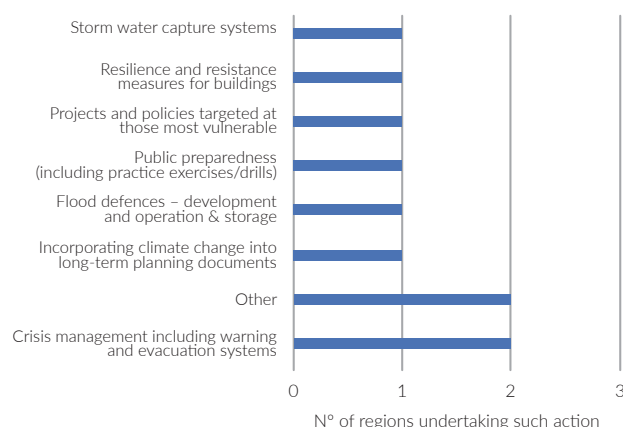 Storm water capture systems
Resilience and resistance
measures for buildings
Projects and policies targeted at
those most vulnerable
Public preparedness
(including practice exercises/drills)
Flood defences – development
and operation & storage
Incorporating climate change into
long-term planning documents
Other
Crisis management including warning
and evacuation systems
0 1 2 3
N° of regions undertaking such action